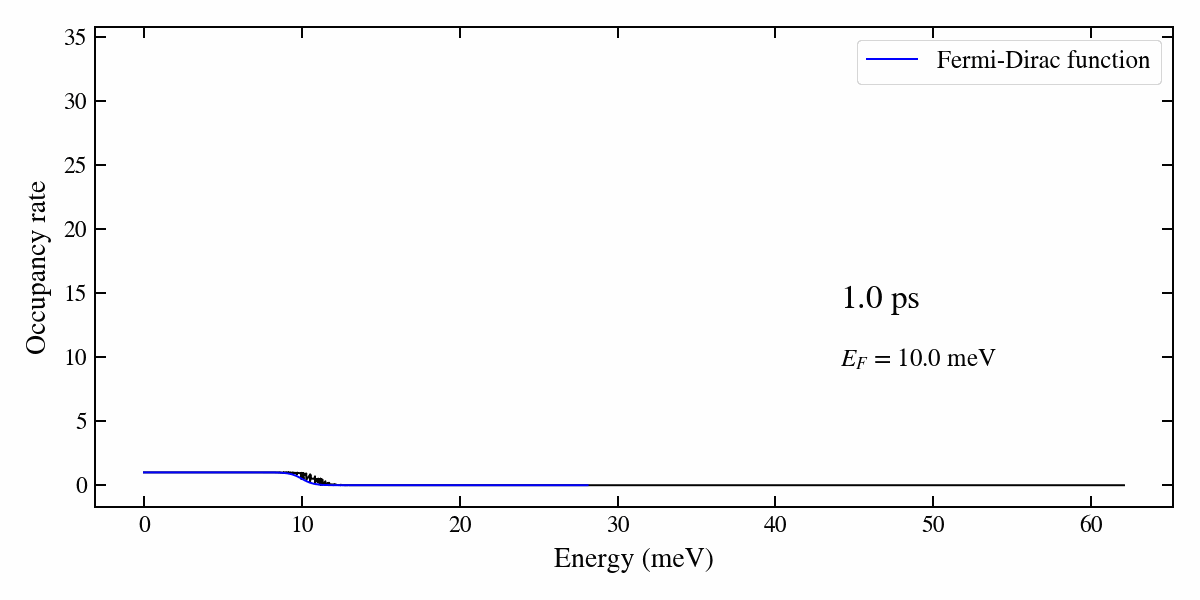 35
Fermi-Dirac function
30
25
20
15
1.0 ps
10
E_F = 10.0 meV
5
0
Occupancy rate
0 10 20 30 40 50 60
Energy (meV)